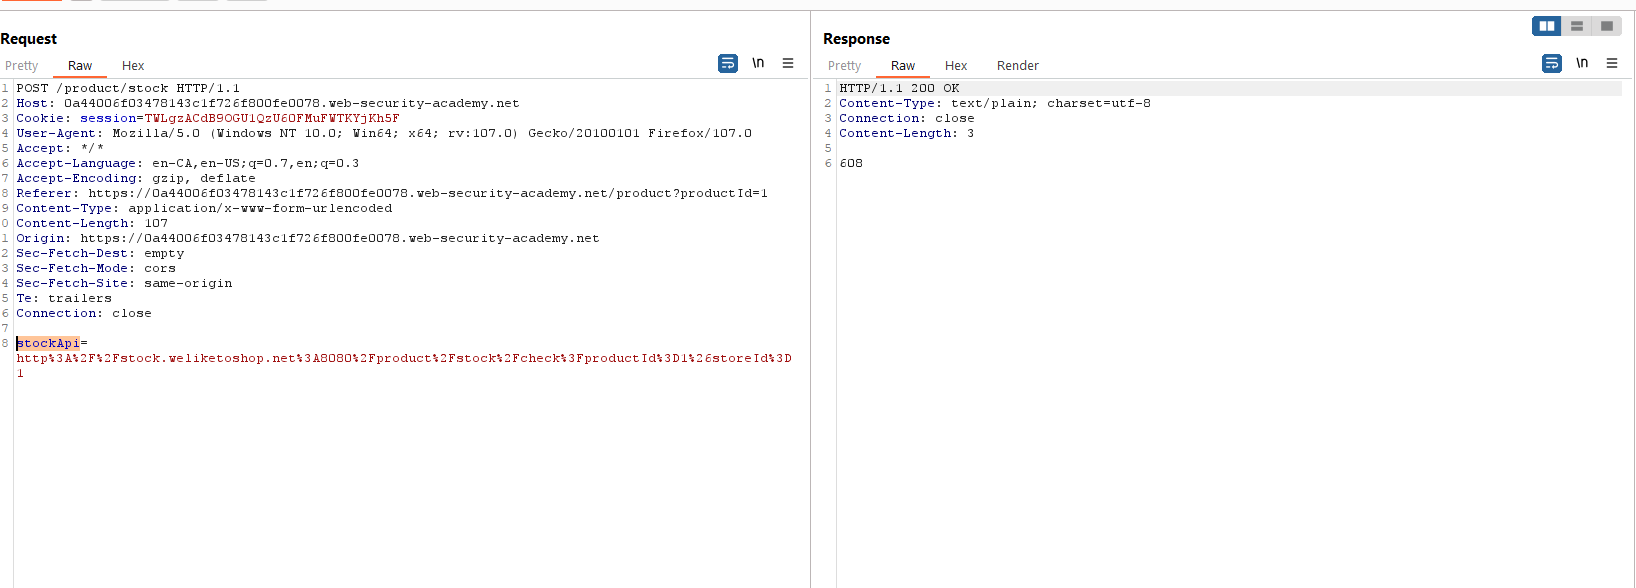 Request
Pretty Raw Hex \n
1 POST /product/stock HTTP/1.1
2 Host: 0a44006f03478143c1f726f800fe0078.web-security-academy.net
3 Cookie: session=TWLgzACdB9OGU1QzU6OFMuFWTKYjKh5F
4 User-Agent: Mozilla/5.0 (Windows NT 10.0; Win64; x64; rv:107.0) Gecko/20100101 Firefox/107.0
5 Accept: */*
6 Accept-Language: en-CA,en-US;q=0.7,en;q=0.3
7 Accept-Encoding: gzip, deflate
8 Referer: https://0a44006f03478143c1f726f800fe0078.web-security-academy.net/product?productId=1
9 Content-Type: application/x-www-form-urlencoded
0 Content-Length: 107
1 Origin: https://0a44006f03478143c1f726f800fe0078.web-security-academy.net
2 Sec-Fetch-Dest: empty
3 Sec-Fetch-Mode: cors
4 Sec-Fetch-Site: same-origin
5 Te: trailers
6 Connection: close
7
8 stockApi=
http%3A%2F%2Fstock.weliketoshop.net%3A8080%2Fproduct%2Fstock%2Fcheck%3FproductId%3D1%26storeId%3D
1
Response
Pretty Raw Hex Render \n
1 HTTP/1.1 200 OK
2 Content-Type: text/plain; charset=utf-8
3 Connection: close
4 Content-Length: 3
5
6 608